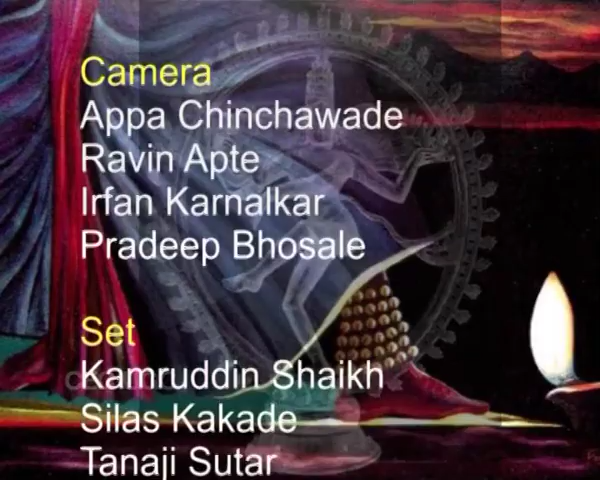 Camera
Appa Chinchawade
Ravin Apte
Irfan Karnalkar
Pradeep Bhosale
Set
Kamruddin Shaikh
Silas Kakade
Tanaji Sutar